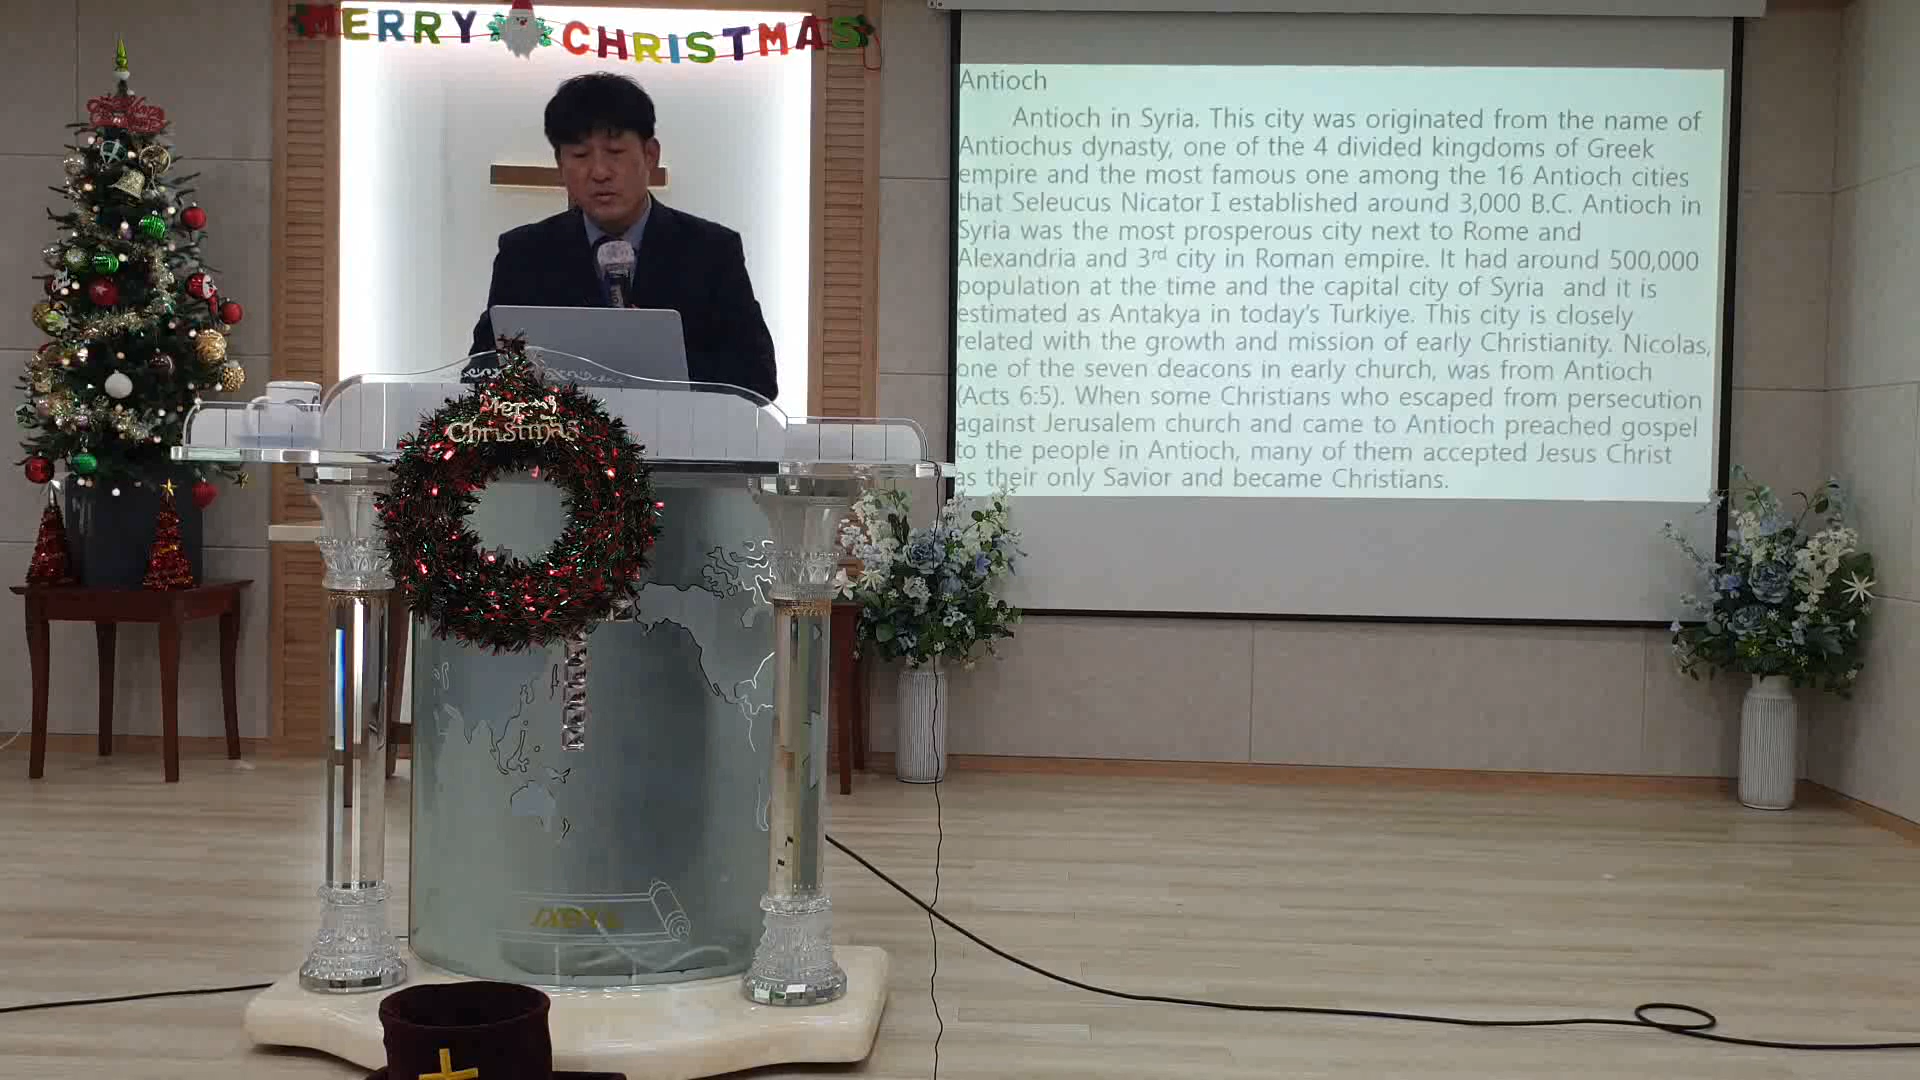 MERRY CHRISTMAS
Merry
Christmas
Antioch
Antioch in Syria. This city was originated from the name of
Antiochus dynasty, one of the 4 divided kingdoms of Greek
empire and the most famous one among the 16 Antioch cities
that Seleucus Nicator I established around 3,000 B.C. Antioch in
Syria was the most prosperous city next to Rome and
Alexandria and 3rd city in Roman empire. It had around 500,000
population at the time and the capital city of Syria and it is
estimated as Antakya in today's Turkiye. This city is closely
related with the growth and mission of early Christianity. Nicolas,
one of the seven deacons in early church, was from Antioch
(Acts 6:5). When some Christians who escaped from persecution
against Jerusalem church and came to Antioch preached gospel
to the people in Antioch, many of them accepted Jesus Christ
as their only Savior and became Christians.